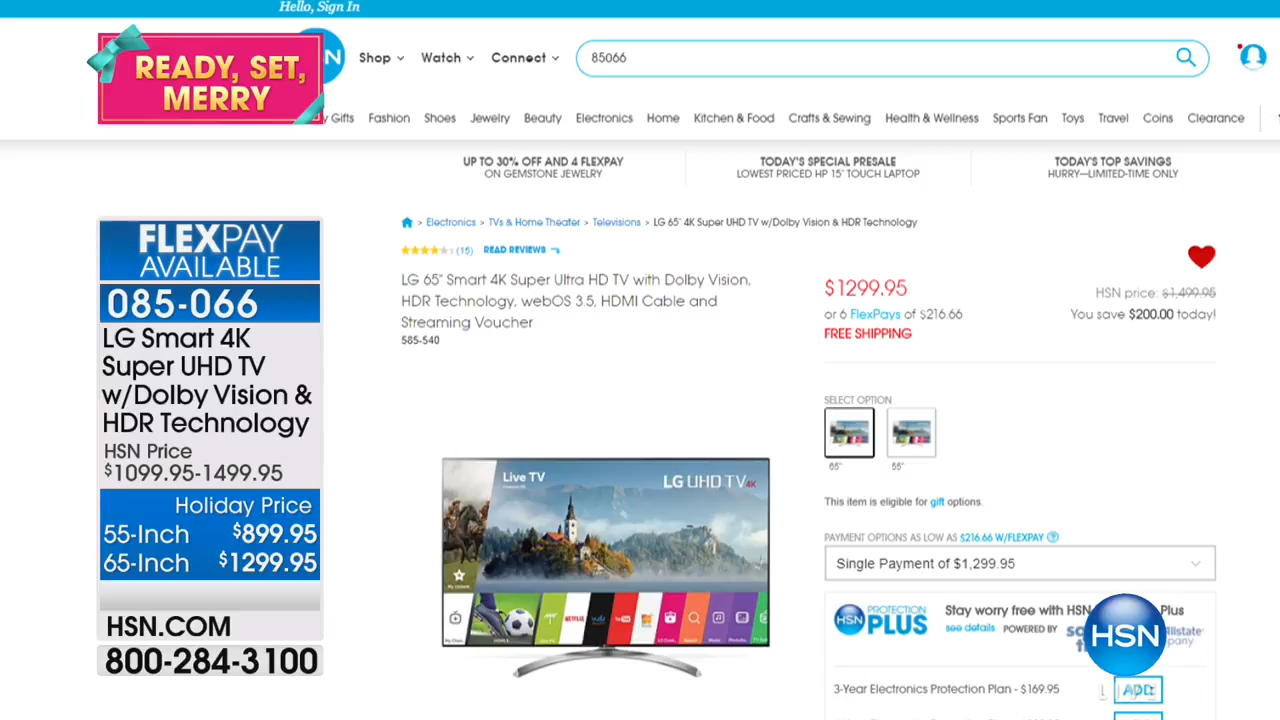 Hello, Sign In
READY, SET,
MERRY
Shop
Watch
Connect
85066
Gifts
Fashion
Shoes
Jewelry
Beauty
Electronics
Home
Kitchen & Food
Crafts & Sewing
Health & Wellness
Sports Fan
Toys
Travel
Coins
Clearance
UP TO 30% OFF AND 4 FLEXPAY
ON GEMSTONE JEWELRY
TODAY'S SPECIAL PRESALE
LOWEST PRICED HP 15" TOUCH LAPTOP
TODAY'S TOP SAVINGS
HURRY—LIMITED-TIME ONLY
FLEXPAY
AVAILABLE
085-066
LG Smart 4K
Super UHD TV
w/Dolby Vision &
HDR Technology
HSN Price
$1099.95-1499.95
Holiday Price
55-Inch $899.95
65-Inch $1299.95
HSN.COM
800-284-3100
> Electronics > TVs & Home Theater > Televisions > LG 65" 4K Super UHD TV w/Dolby Vision & HDR Technology
(15) READ REVIEWS
LG 65" Smart 4K Super Ultra HD TV with Dolby Vision,
HDR Technology, webOS 3.5, HDMI Cable and
Streaming Voucher
585-540
$1299.95
or 6 FlexPays of $216.66
FREE SHIPPING
HSN price: $1,499.95
You save $200.00 today!
SELECT OPTION
65"
55"
This item is eligible for gift options.
PAYMENT OPTIONS AS LOW AS $216.66 W/FLEXPAY
Single Payment of $1,299.95
Live TV
LG UHD TV 4K
NETFLIX
HSN PROTECTION
PLUS
Stay worry free with HSN Plus
see details POWERED BY
HSN
LIVE
3-Year Electronics Protection Plan - $169.95
ADD